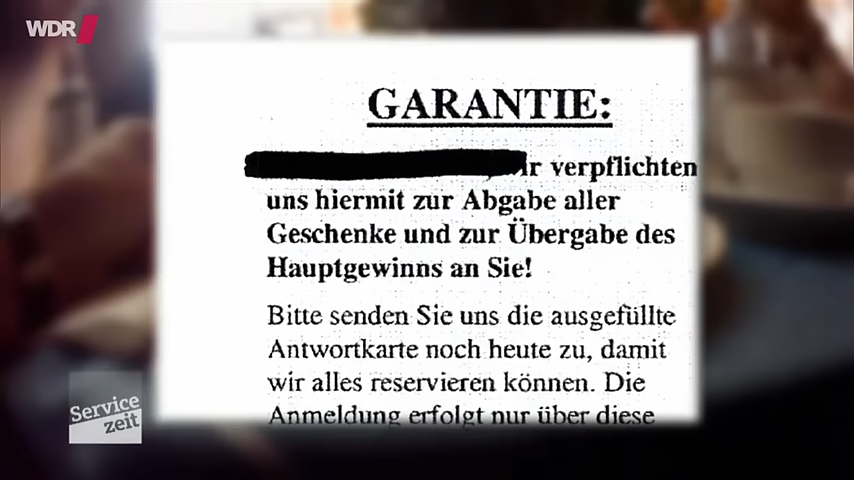 WDR
GARANTIE:
, wir verpflichten
uns hiermit zur Abgabe aller
Geschenke und zur Übergabe des
Hauptgewinns an Sie!
Bitte senden Sie uns die ausgefüllte
Antwortkarte noch heute zu, damit
wir alles reservieren können. Die
Anmeldung erfolgt nur über diese
Service
zeit